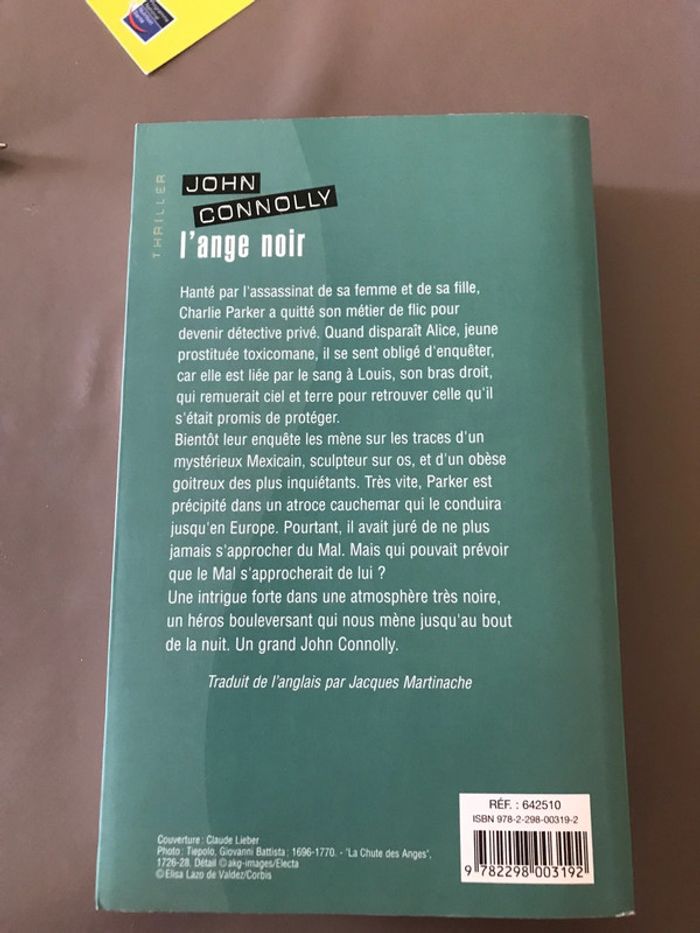 THRILLER
JOHN
CONNOLLY
l'ange noir
Hanté par l'assassinat de sa femme et de sa fille,
Charlie Parker a quitté son métier de flic pour
devenir détective privé. Quand disparaît Alice, jeune
prostituée toxicomane, il se sent obligé d'enquêter,
car elle est liée par le sang à Louis, son bras droit,
qui remuerait ciel et terre pour retrouver celle qu'il
s'était promis de protéger.
Bientôt leur enquête les mène sur les traces d'un
mystérieux Mexicain, sculpteur sur os, et d'un obèse
goitreux des plus inquiétants. Très vite, Parker est
précipité dans un atroce cauchemar qui le conduira
jusqu'en Europe. Pourtant, il avait juré de ne plus
jamais s'approcher du Mal. Mais qui pouvait prévoir
que le Mal s'approcherait de lui ?
Une intrigue forte dans une atmosphère très noire,
un héros bouleversant qui nous mène jusqu'au bout
de la nuit. Un grand John Connolly.
Traduit de l'anglais par Jacques Martinache
RÉF. : 642510
ISBN 978-2-298-00319-2
9 782298 003192
Couverture : Claude Lieber
Photo : Tiepolo, Giovanni Battista ; 1696-1770. - "La Chute des Anges",
1726-28. Détail ©akg-images/Electa
©Elisa Lazo de Valdez/Corbis